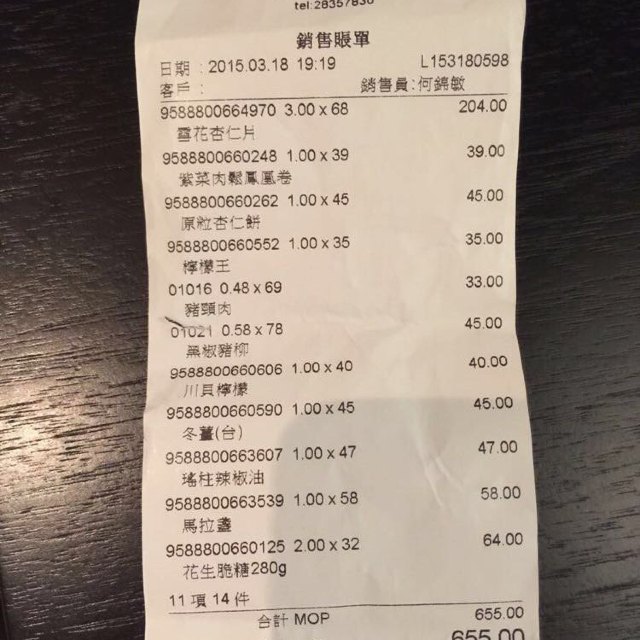 tel:28357830
銷售賬單
日期 : 2015.03.18 19:19 L153180598
客戶 : 銷售員:何錦敏
9588800664970 3.00 x 68 204.00
雪花杏仁片
9588800660248 1.00 x 39 39.00
紫菜肉鬆鳳凰卷
9588800660262 1.00 x 45 45.00
原粒杏仁餅
9588800660552 1.00 x 35 35.00
檸檬王
01016 0.48 x 69 33.00
豬頸肉
01021 0.58 x 78 45.00
黑椒豬柳
9588800660606 1.00 x 40 40.00
川貝檸檬
9588800660590 1.00 x 45 45.00
冬薑(台)
9588800663607 1.00 x 47 47.00
瑤柱辣椒油
9588800663539 1.00 x 58 58.00
馬拉盞
9588800660125 2.00 x 32 64.00
花生脆糖280g
11 項 14 件
合計 MOP 655.00
655.00